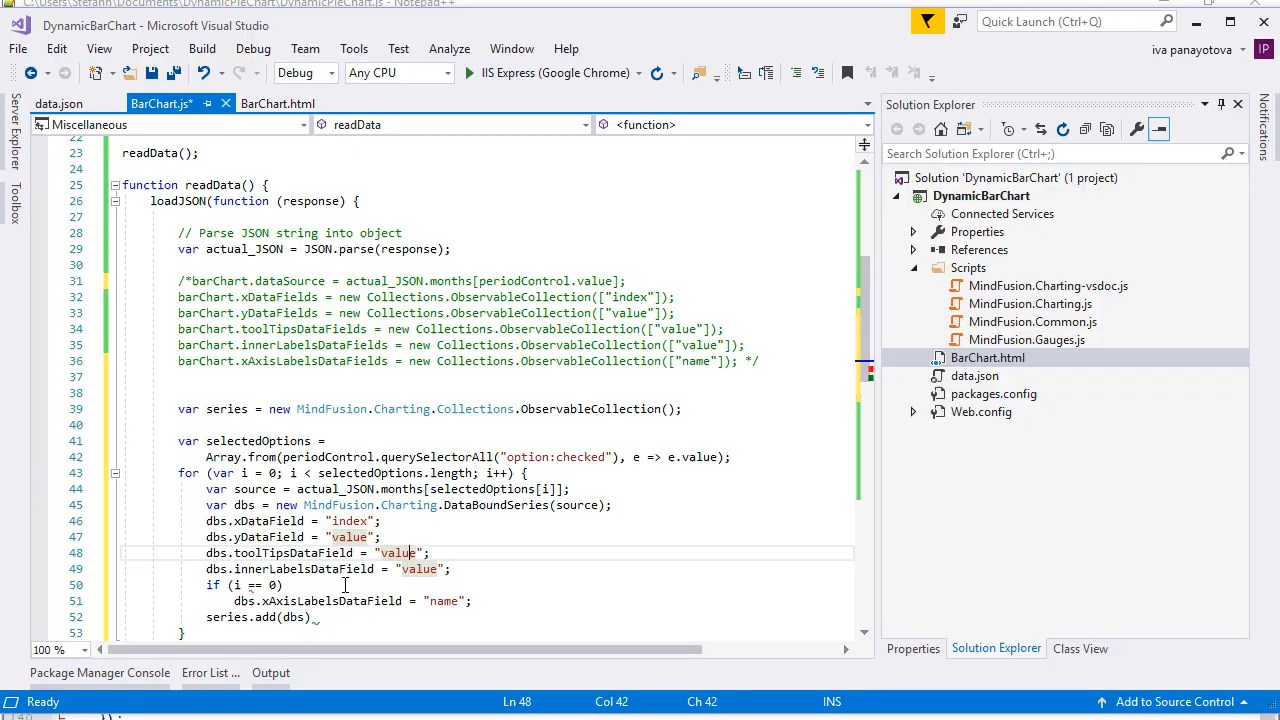 C:\Users\Stefann\Documents\DynamicPieChart\DynamicPieChart.js - Notepad++
DynamicBarChart - Microsoft Visual Studio
Quick Launch (Ctrl+Q)
File Edit View Project Build Debug Team Tools Test Analyze Window Help
iva panayotova IP
Debug Any CPU IIS Express (Google Chrome)
Server Explorer
Toolbox
data.json BarChart.js* BarChart.html
Miscellaneous readData <function>
22
23 readData();
24
25 function readData() {
26 loadJSON(function (response) {
27
28 // Parse JSON string into object
29 var actual_JSON = JSON.parse(response);
30
31 /*barChart.dataSource = actual_JSON.months[periodControl.value];
32 barChart.xDataFields = new Collections.ObservableCollection(["index"]);
33 barChart.yDataFields = new Collections.ObservableCollection(["value"]);
34 barChart.toolTipsDataFields = new Collections.ObservableCollection(["value"]);
35 barChart.innerLabelsDataFields = new Collections.ObservableCollection(["value"]);
36 barChart.xAxisLabelsDataFields = new Collections.ObservableCollection(["name"]); */
37
38
39 var series = new MindFusion.Charting.Collections.ObservableCollection();
40
41 var selectedOptions =
42 Array.from(periodControl.querySelectorAll("option:checked"), e => e.value);
43 for (var i = 0; i < selectedOptions.length; i++) {
44 var source = actual_JSON.months[selectedOptions[i]];
45 var dbs = new MindFusion.Charting.DataBoundSeries(source);
46 dbs.xDataField = "index";
47 dbs.yDataField = "value";
48 dbs.toolTipsDataField = "value";
49 dbs.innerLabelsDataField = "value";
50 if (i == 0)
51 dbs.xAxisLabelsDataField = "name";
52 series.add(dbs)
53 }
100 %
Solution Explorer
Search Solution Explorer (Ctrl+;)
Solution 'DynamicBarChart' (1 project)
DynamicBarChart
Connected Services
Properties
References
Scripts
MindFusion.Charting-vsdoc.js
MindFusion.Charting.js
MindFusion.Common.js
MindFusion.Gauges.js
BarChart.html
data.json
packages.config
Web.config
Properties Solution Explorer Class View
Notifications
Package Manager Console Error List ... Output
Ready Ln 48 Col 42 Ch 42 INS Add to Source Control